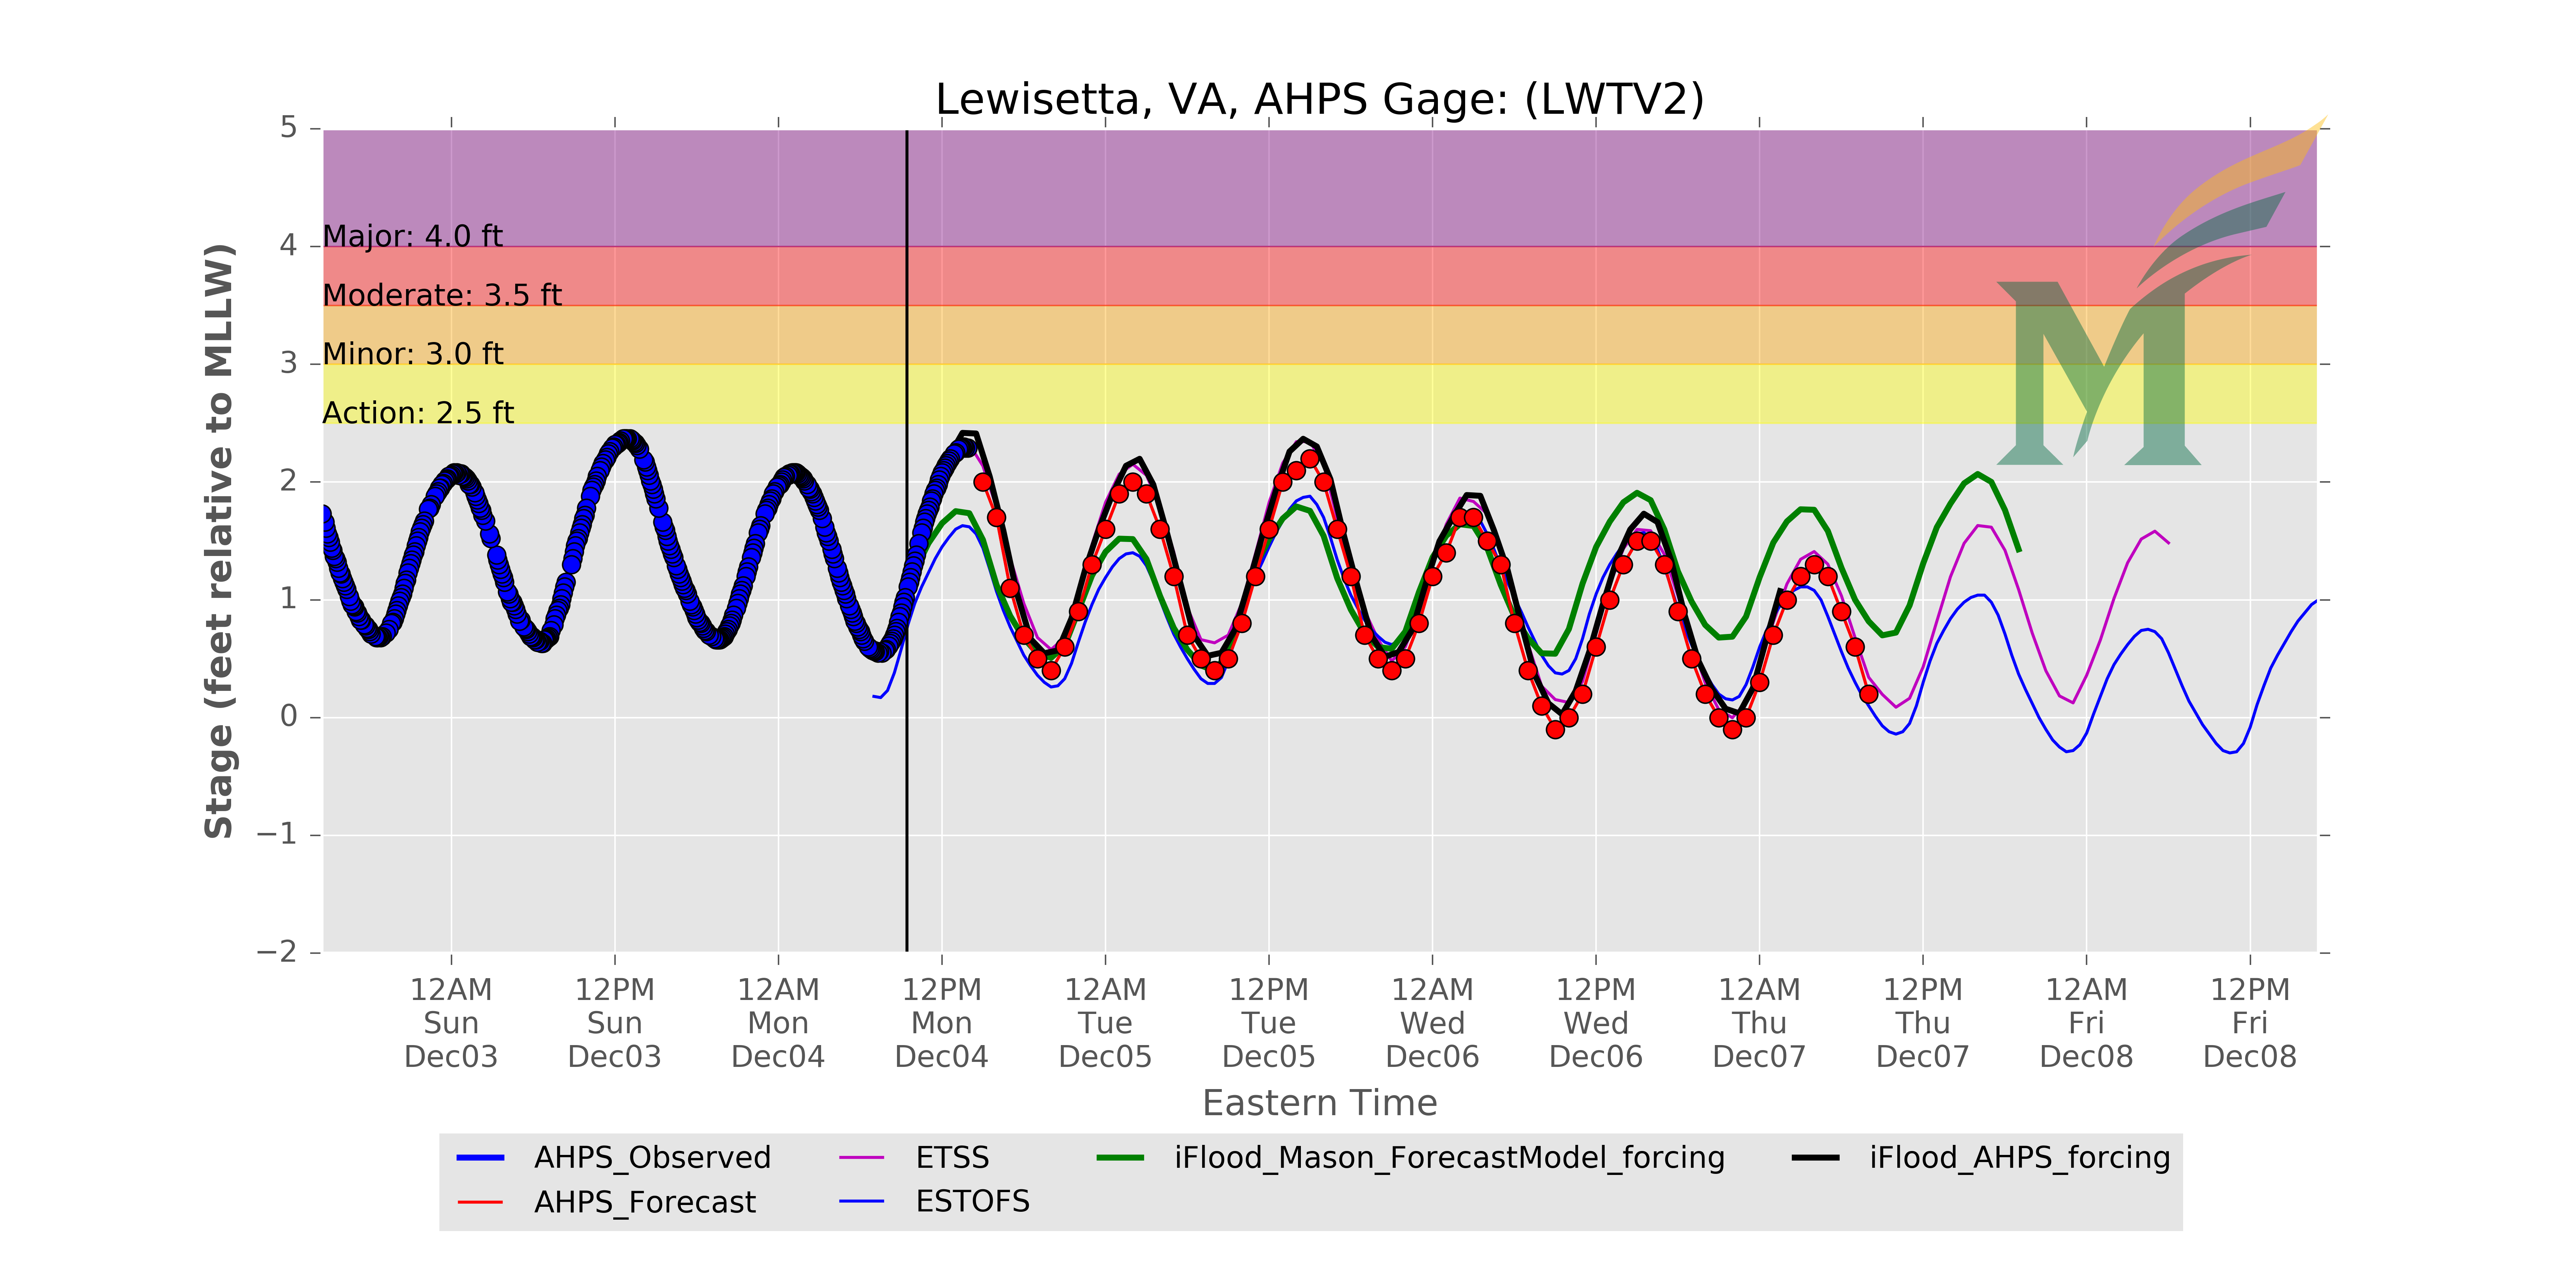 Lewisetta, VA, AHPS Gage: (LWTV2)
5
4
3
2
1
0
−1
−2
Stage (feet relative to MLLW)
Major: 4.0 ft
Moderate: 3.5 ft
Minor: 3.0 ft
Action: 2.5 ft
M
12AM Sun Dec03
12PM Sun Dec03
12AM Mon Dec04
12PM Mon Dec04
12AM Tue Dec05
12PM Tue Dec05
12AM Wed Dec06
12PM Wed Dec06
12AM Thu Dec07
12PM Thu Dec07
12AM Fri Dec08
12PM Fri Dec08
Eastern Time
AHPS_Observed
AHPS_Forecast
ETSS
ESTOFS
iFlood_Mason_ForecastModel_forcing
iFlood_AHPS_forcing